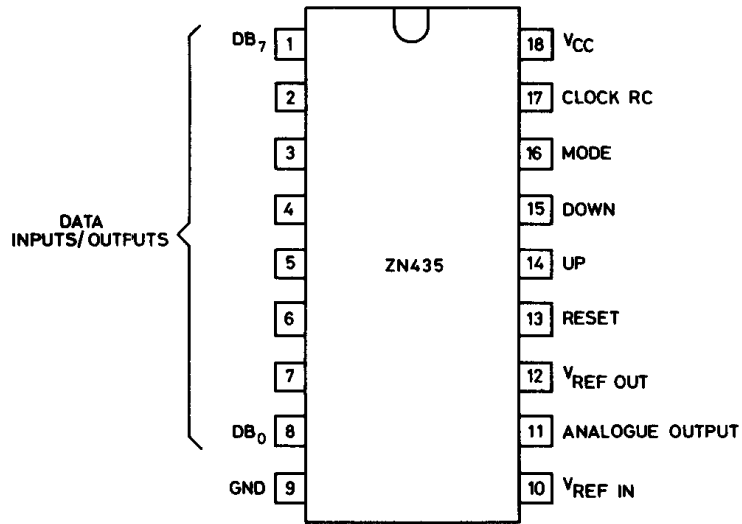 DB7 1
2
3
4
5
6
7
DB0 8
GND 9
DATA
INPUTS/OUTPUTS
ZN435
18 VCC
17 CLOCK RC
16 MODE
15 DOWN
14 UP
13 RESET
12 VREF OUT
11 ANALOGUE OUTPUT
10 VREF IN